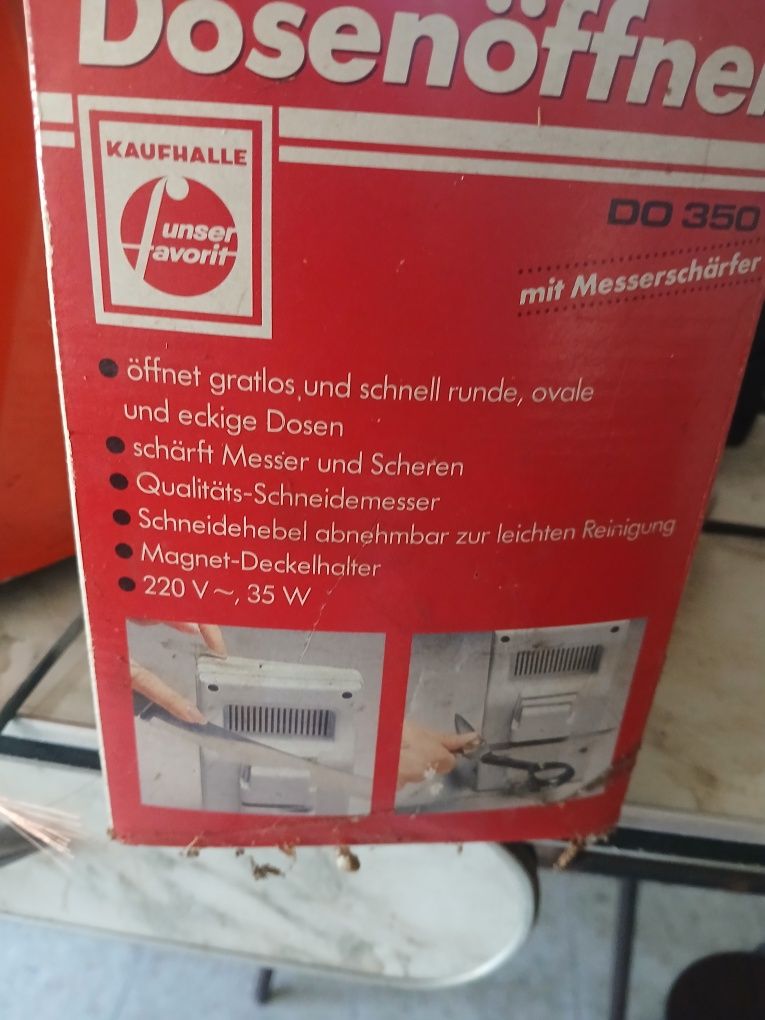 Dosenöffner
KAUFHALLE
unser
favorit
DO 350
mit Messerschärfer
öffnet gratlos und schnell runde, ovale
und eckige Dosen
schärft Messer und Scheren
Qualitäts-Schneidemesser
Schneidehebel abnehmbar zur leichten Reinigung
Magnet-Deckelhalter
220 V ~, 35 W